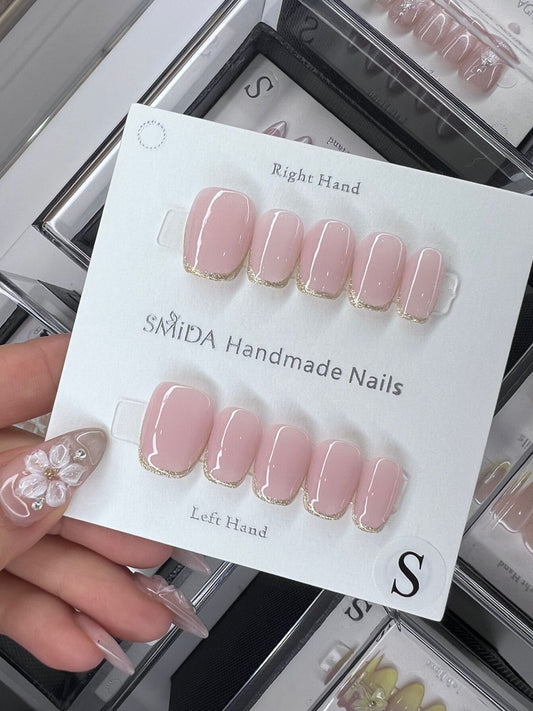 S
Right Hand
SMiDA Handmade Nails
Left Hand
S
S